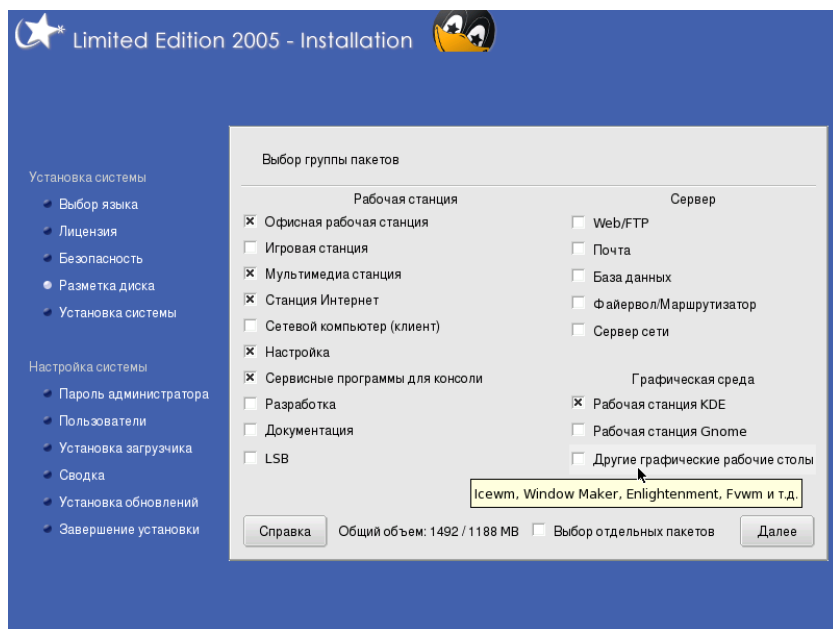 Limited Edition 2005 - Installation
Установка системы
Выбор языка
Лицензия
Безопасность
Разметка диска
Установка системы
Настройка системы
Пароль администратора
Пользователи
Установка загрузчика
Сводка
Установка обновлений
Завершение установки
Выбор группы пакетов
Рабочая станция
Офисная рабочая станция
Игровая станция
Мультимедиа станция
Станция Интернет
Сетевой компьютер (клиент)
Настройка
Сервисные программы для консоли
Разработка
Документация
LSB
Сервер
Web/FTP
Почта
База данных
Файервол/Маршрутизатор
Сервер сети
Графическая среда
Рабочая станция KDE
Рабочая станция Gnome
Другие графические рабочие столы
Icewm, Window Maker, Enlightenment, Fvwm и т.д.
Справка
Общий объем: 1492 / 1188 MB
Выбор отдельных пакетов
Далее